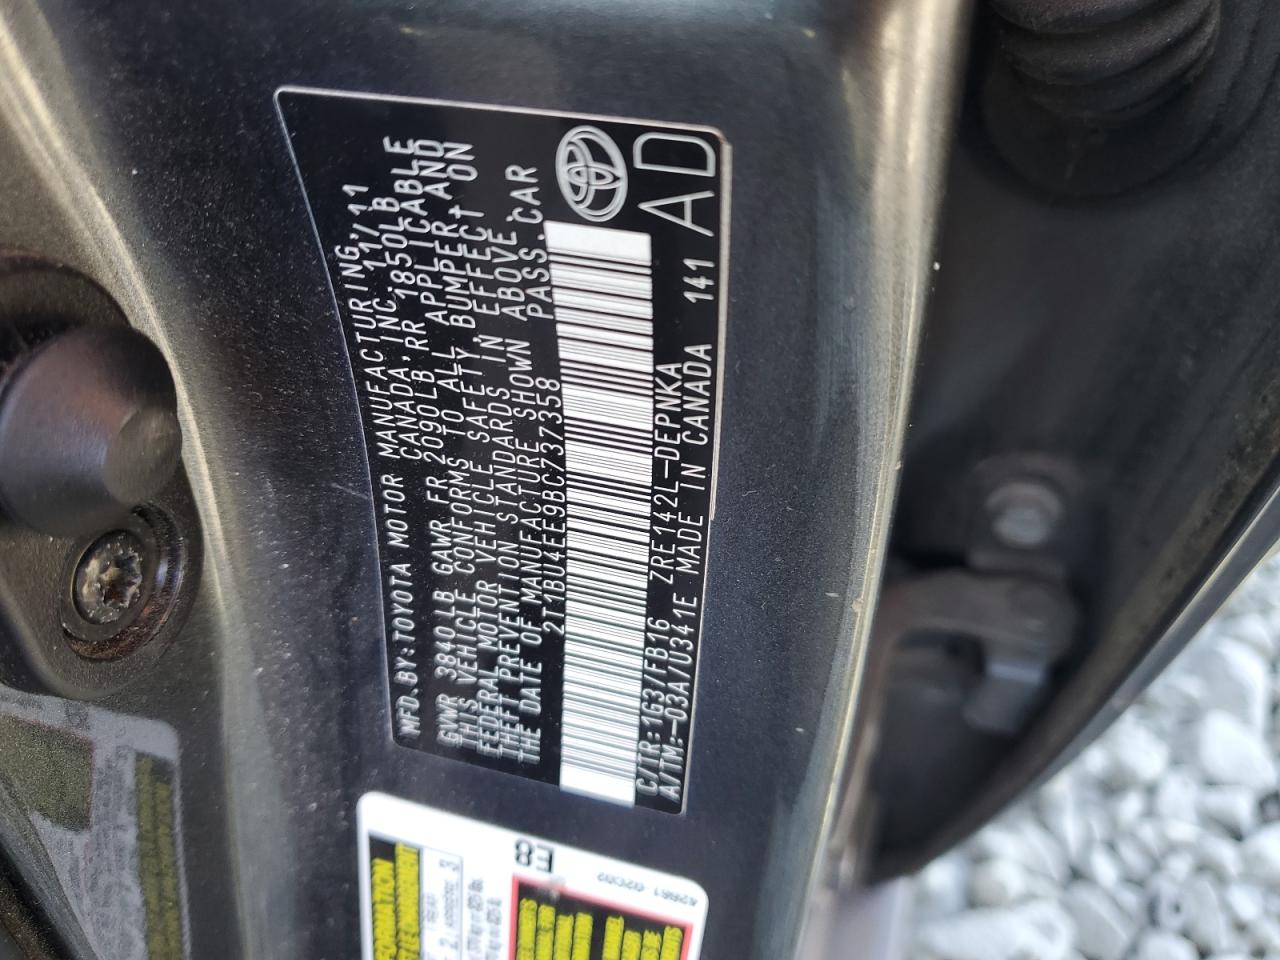 MFD.BY:TOYOTA MOTOR MANUFACTURING,
CANADA, INC. 11/11
GVWR 3840LB GAWR FR 2090LB RR 1850LB
THIS VEHICLE CONFORMS TO ALL APPLICABLE
FEDERAL MOTOR VEHICLE SAFETY, BUMPER, AND
THEFT PREVENTION STANDARDS IN EFFECT ON
THE DATE OF MANUFACTURE SHOWN ABOVE.
2T1BU4EE9BC737358 PASS.CAR
C/TR:1G3/FB16 ZRE142L-DEPNKA
A/TM:-03A/U341E MADE IN CANADA 141
AD
E8
42661-02C02